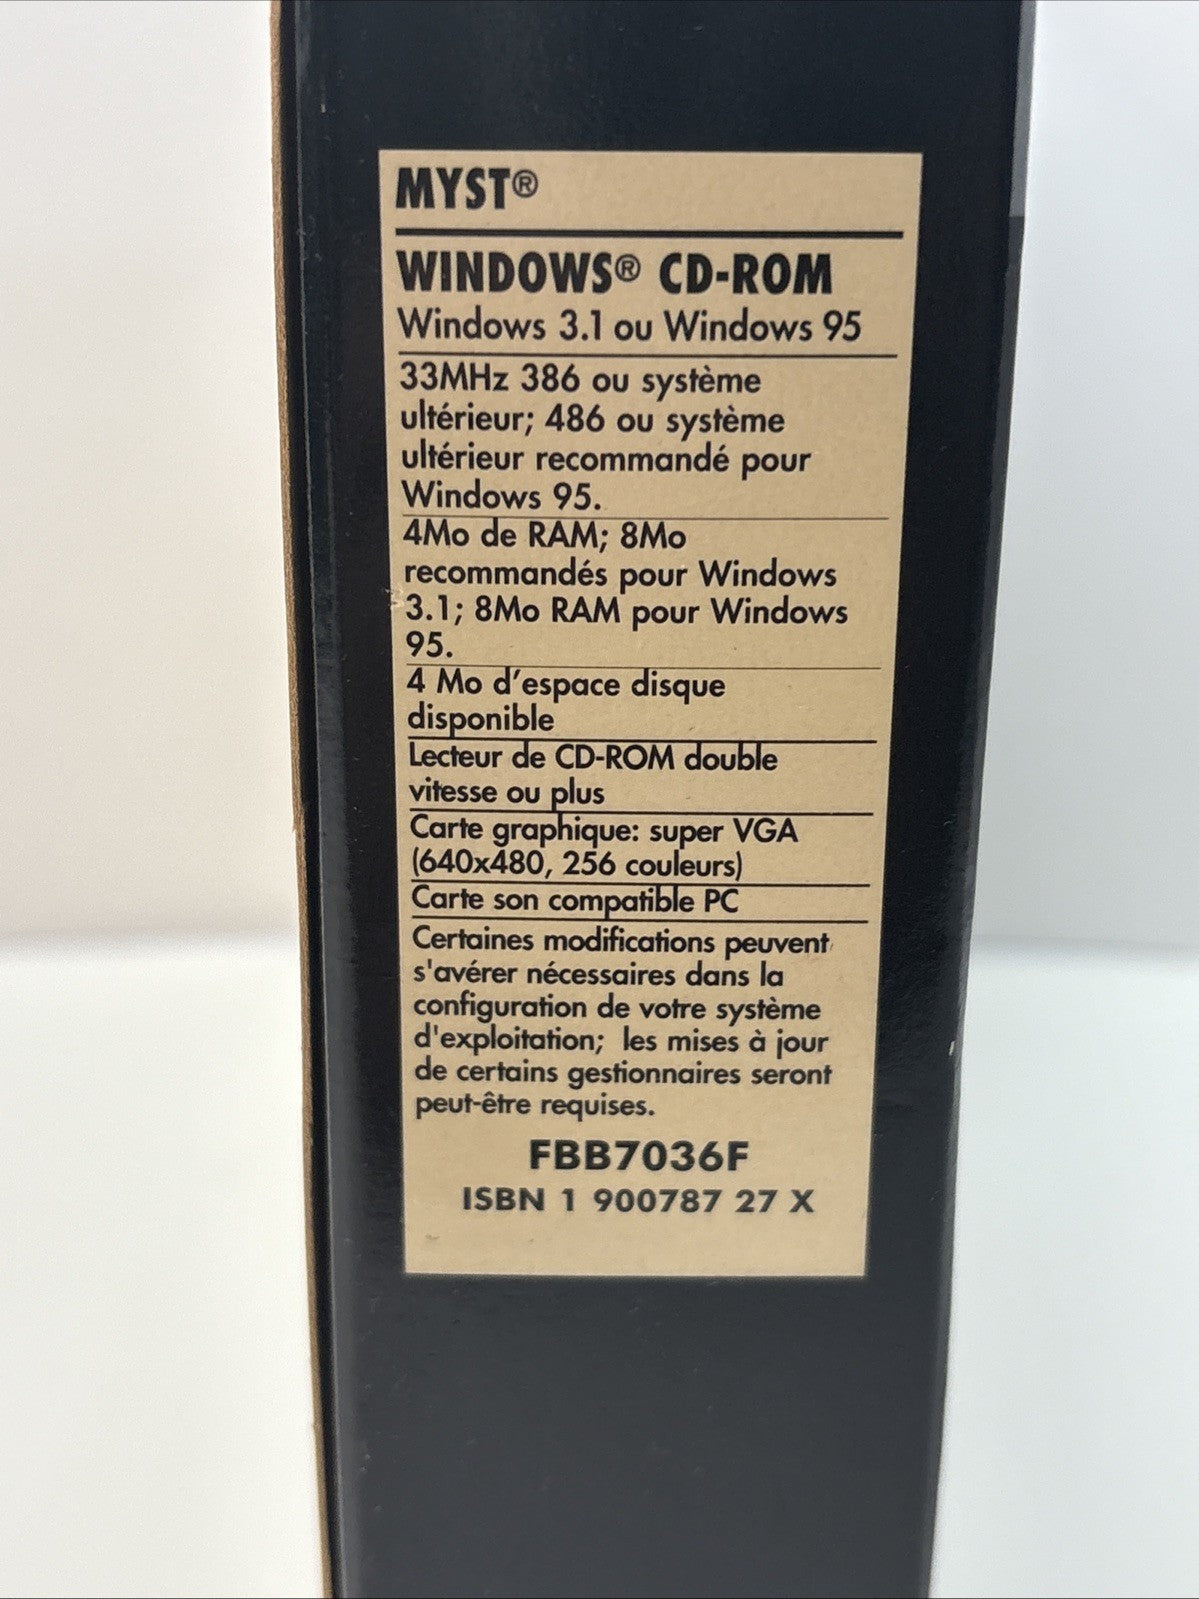 MYST®
WINDOWS® CD-ROM
Windows 3.1 ou Windows 95
33MHz 386 ou système
ultérieur; 486 ou système
ultérieur recommandé pour
Windows 95.
4Mo de RAM; 8Mo
recommandés pour Windows
3.1; 8Mo RAM pour Windows
95.
4 Mo d'espace disque
disponible
Lecteur de CD-ROM double
vitesse ou plus
Carte graphique: super VGA
(640x480, 256 couleurs)
Carte son compatible PC
Certaines modifications peuvent
s'avérer nécessaires dans la
configuration de votre système
d'exploitation; les mises à jour
de certains gestionnaires seront
peut-être requises.
FBB7036F
ISBN 1 900787 27 X